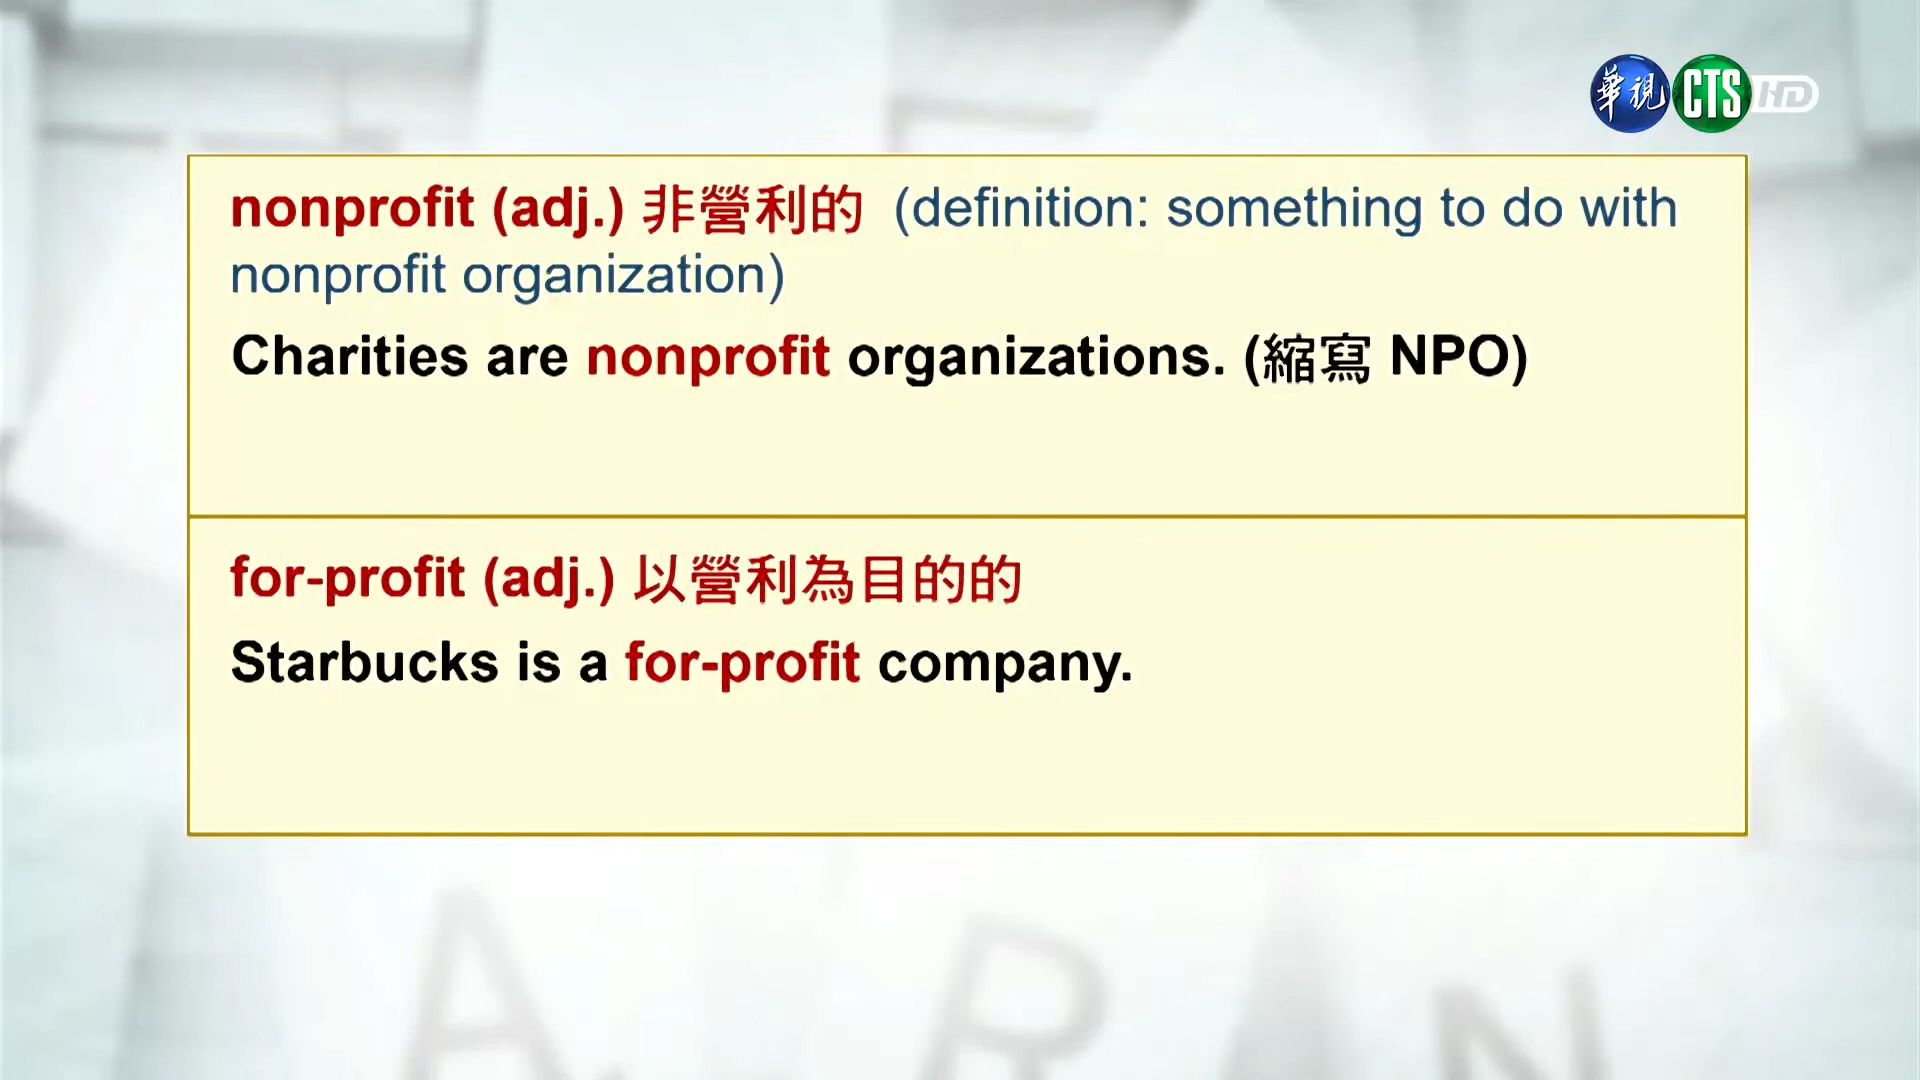 華視 CTS HD
nonprofit (adj.) 非營利的 (definition: something to do with
nonprofit organization)
Charities are nonprofit organizations. (縮寫 NPO)
for-profit (adj.) 以營利為目的的
Starbucks is a for-profit company.
A R N